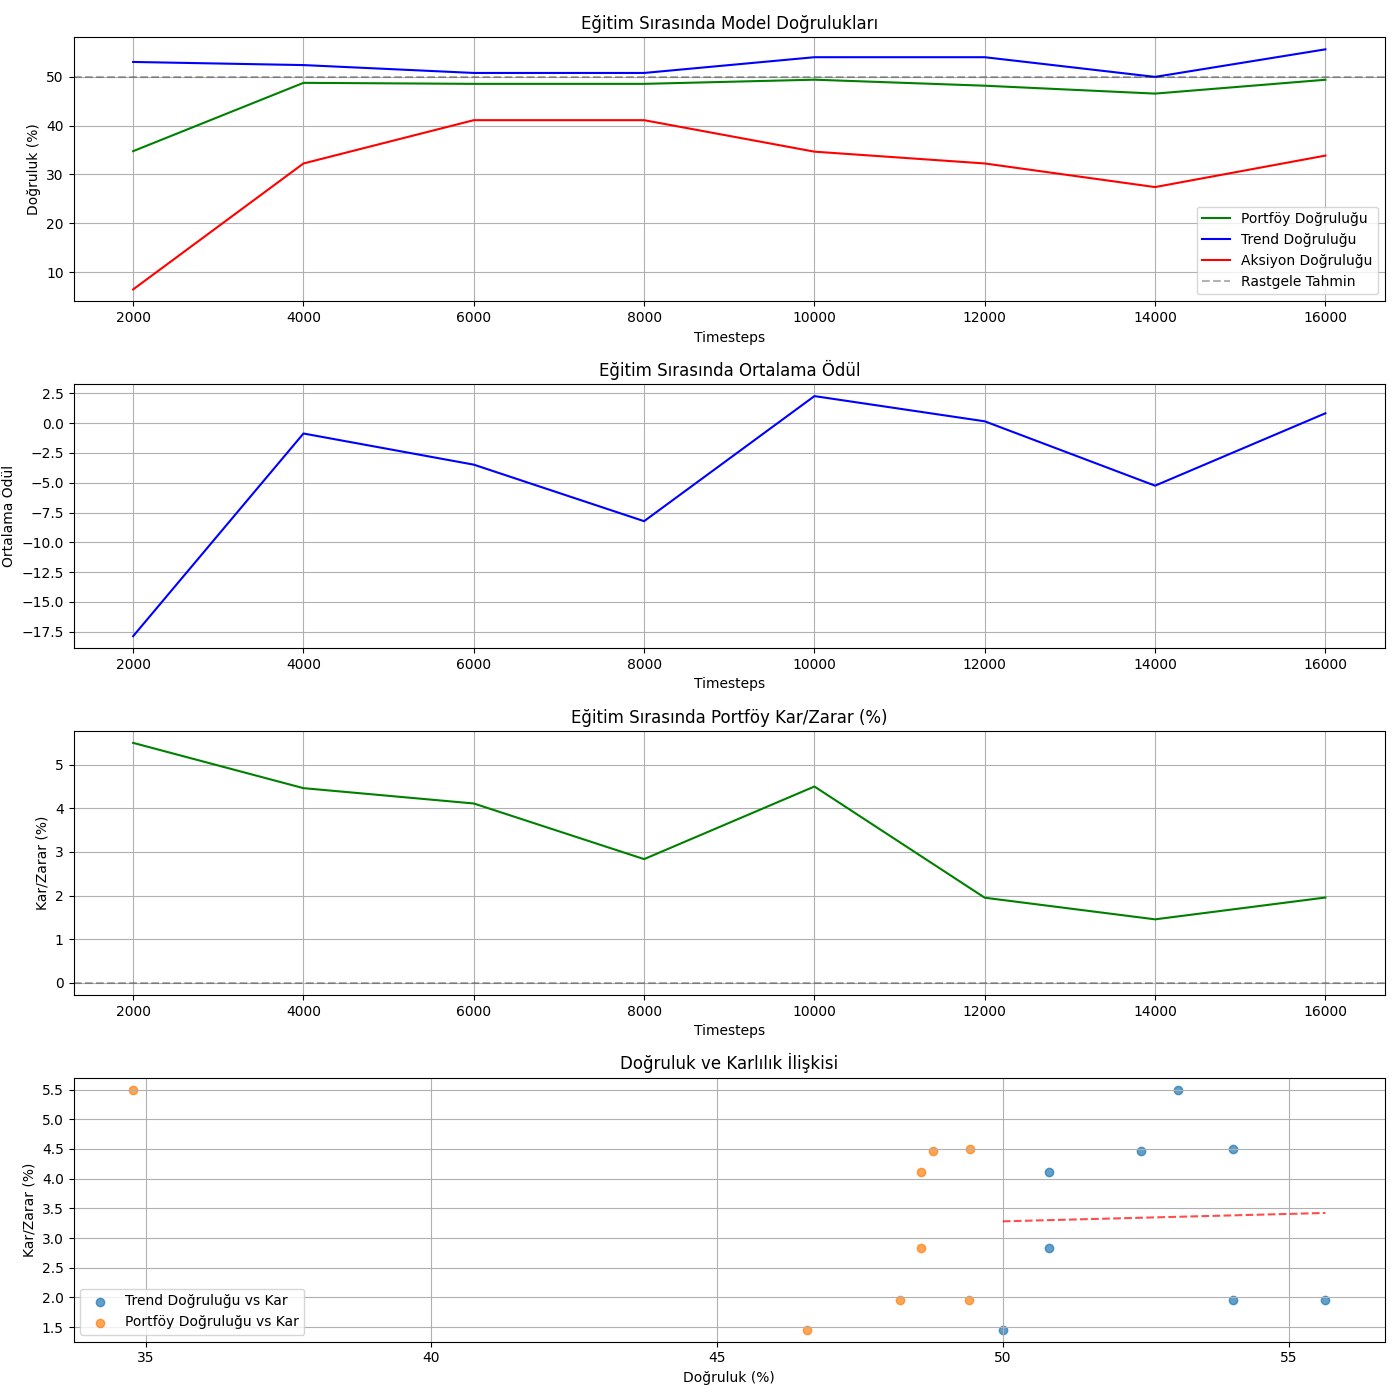 Eğitim Sırasında Model Doğrulukları
Doğruluk (%)
50
40
30
20
10
Portföy Doğruluğu
Trend Doğruluğu
Aksiyon Doğruluğu
Rastgele Tahmin
2000 4000 6000 8000 10000 12000 14000 16000
Timesteps
Eğitim Sırasında Ortalama Ödül
Ortalama Ödül
2.5
0.0
−2.5
−5.0
−7.5
−10.0
−12.5
−15.0
−17.5
2000 4000 6000 8000 10000 12000 14000 16000
Timesteps
Eğitim Sırasında Portföy Kar/Zarar (%)
Kar/Zarar (%)
5
4
3
2
1
0
2000 4000 6000 8000 10000 12000 14000 16000
Timesteps
Doğruluk ve Karlılık İlişkisi
Kar/Zarar (%)
5.5
5.0
4.5
4.0
3.5
3.0
2.5
2.0
1.5
Trend Doğruluğu vs Kar
Portföy Doğruluğu vs Kar
35 40 45 50 55
Doğruluk (%)